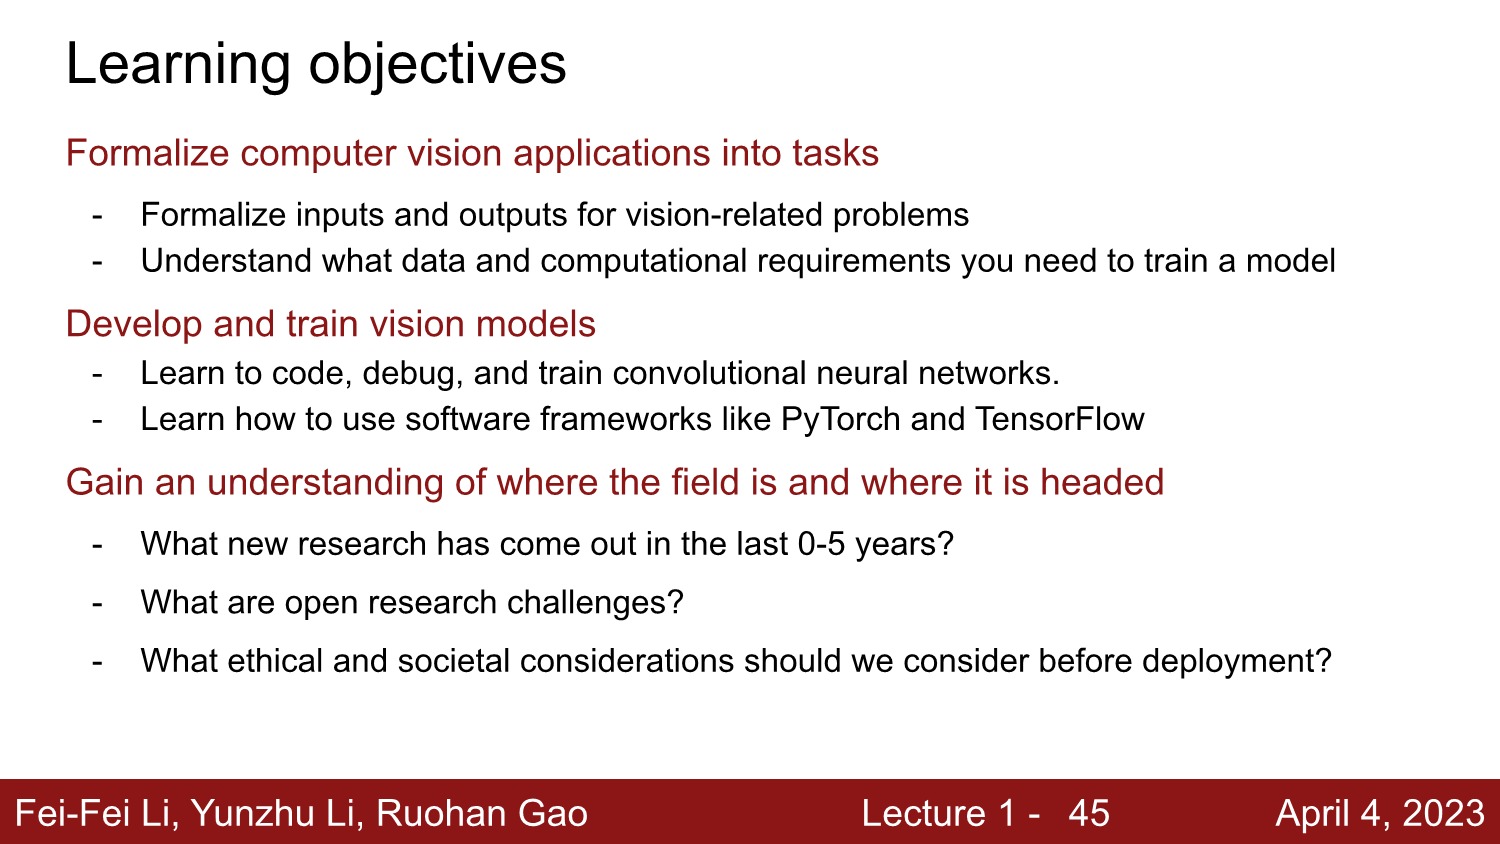 Learning objectives
Formalize computer vision applications into tasks
- Formalize inputs and outputs for vision-related problems
- Understand what data and computational requirements you need to train a model
Develop and train vision models
- Learn to code, debug, and train convolutional neural networks.
- Learn how to use software frameworks like PyTorch and TensorFlow
Gain an understanding of where the field is and where it is headed
- What new research has come out in the last 0-5 years?
- What are open research challenges?
- What ethical and societal considerations should we consider before deployment?
Fei-Fei Li, Yunzhu Li, Ruohan Gao Lecture 1 - 45 April 4, 2023